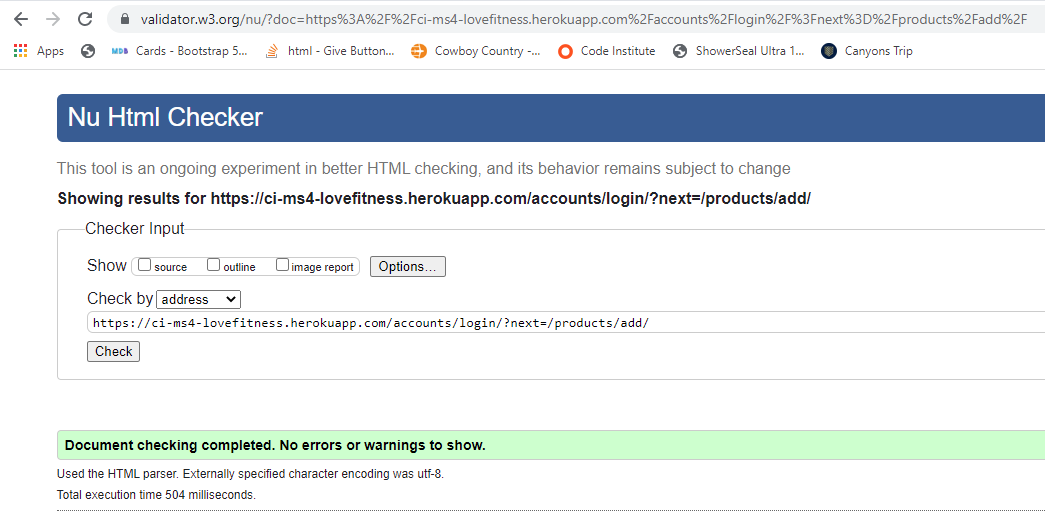 validator.w3.org/nu/?doc=https%3A%2F%2Fci-ms4-lovefitness.herokuapp.com%2Faccounts%2Flogin%2F%3Fnext%3D%2Fproducts%2Fadd%2F
Apps MDB Cards - Bootstrap 5... html - Give Button... Cowboy Country -... Code Institute ShowerSeal Ultra 1... Canyons Trip
Nu Html Checker
This tool is an ongoing experiment in better HTML checking, and its behavior remains subject to change
Showing results for https://ci-ms4-lovefitness.herokuapp.com/accounts/login/?next=/products/add/
Checker Input
Show source outline image report Options...
Check by address
https://ci-ms4-lovefitness.herokuapp.com/accounts/login/?next=/products/add/
Check
Document checking completed. No errors or warnings to show.
Used the HTML parser. Externally specified character encoding was utf-8.
Total execution time 504 milliseconds.